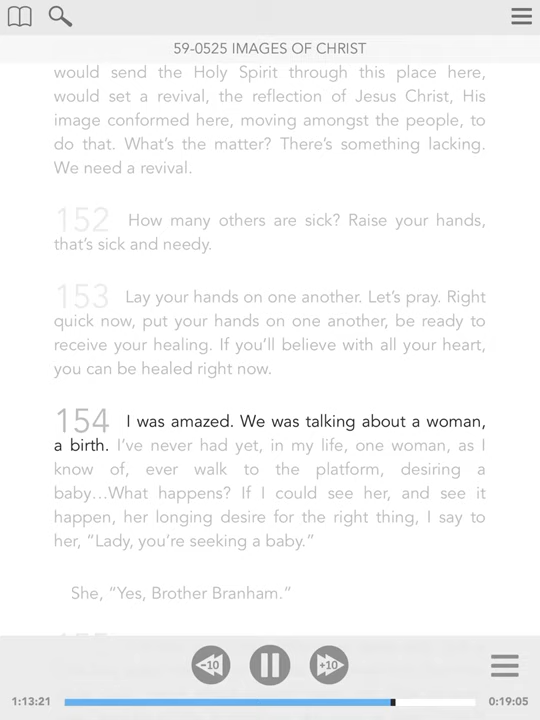 59-0525 IMAGES OF CHRIST
would send the Holy Spirit through this place here,
would set a revival, the reflection of Jesus Christ, His
image conformed here, moving amongst the people, to
do that. What's the matter? There's something lacking.
We need a revival.
152 How many others are sick? Raise your hands,
that's sick and needy.
153 Lay your hands on one another. Let's pray. Right
quick now, put your hands on one another, be ready to
receive your healing. If you'll believe with all your heart,
you can be healed right now.
154 I was amazed. We was talking about a woman,
a birth. I've never had yet, in my life, one woman, as I
know of, ever walk to the platform, desiring a
baby…What happens? If I could see her, and see it
happen, her longing desire for the right thing, I say to
her, “Lady, you're seeking a baby.”
She, “Yes, Brother Branham.”
-10
+10
1:13:21
0:19:05